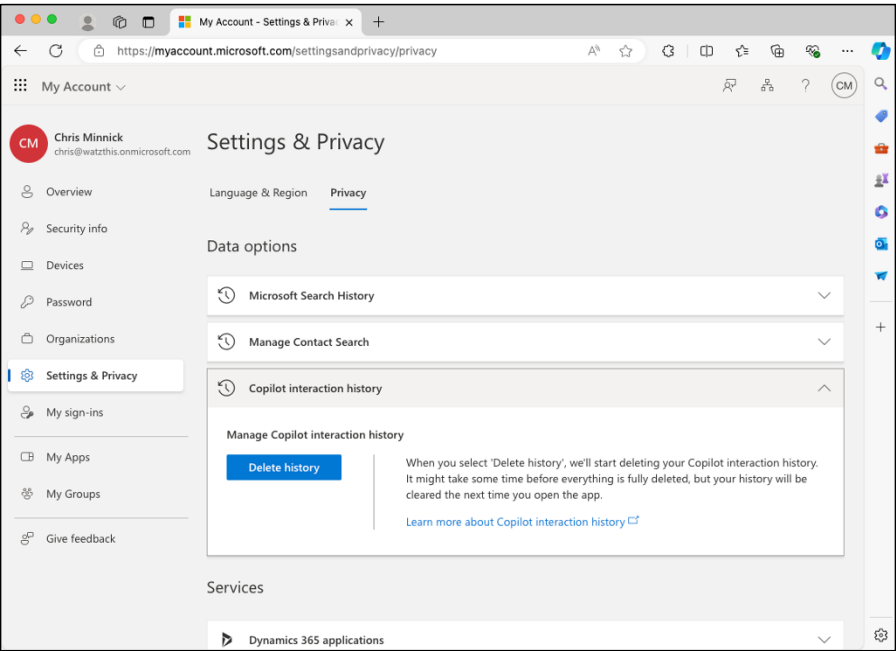 My Account - Settings & Priva
https://myaccount.microsoft.com/settingsandprivacy/privacy
My Account
CM
CM
Chris Minnick
chris@watzthis.onmicrosoft.com
Overview
Security info
Devices
Password
Organizations
Settings & Privacy
My sign-ins
My Apps
My Groups
Give feedback
Settings & Privacy
Language & Region Privacy
Data options
Microsoft Search History
Manage Contact Search
Copilot interaction history
Manage Copilot interaction history
Delete history
When you select 'Delete history', we'll start deleting your Copilot interaction history.
It might take some time before everything is fully deleted, but your history will be
cleared the next time you open the app.
Learn more about Copilot interaction history
Services
Dynamics 365 applications